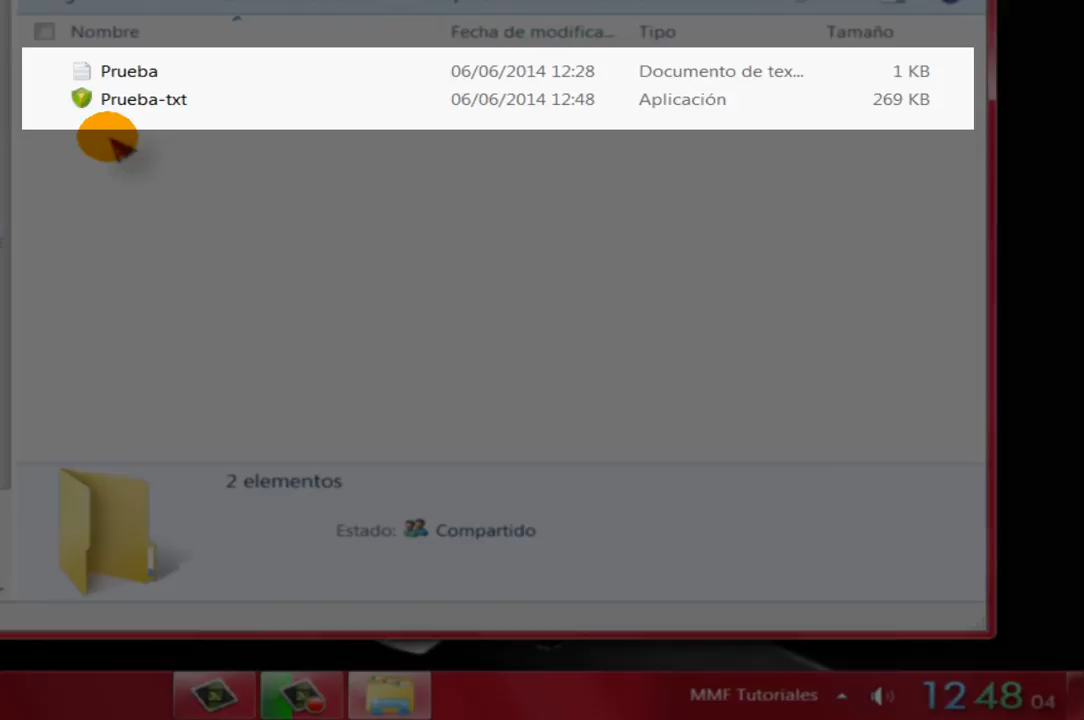 Nombre Fecha de modifica... Tipo Tamaño
Prueba 06/06/2014 12:28 Documento de tex... 1 KB
Prueba-txt 06/06/2014 12:48 Aplicación 269 KB
2 elementos
Estado: Compartido
MMF Tutoriales 12 48 04